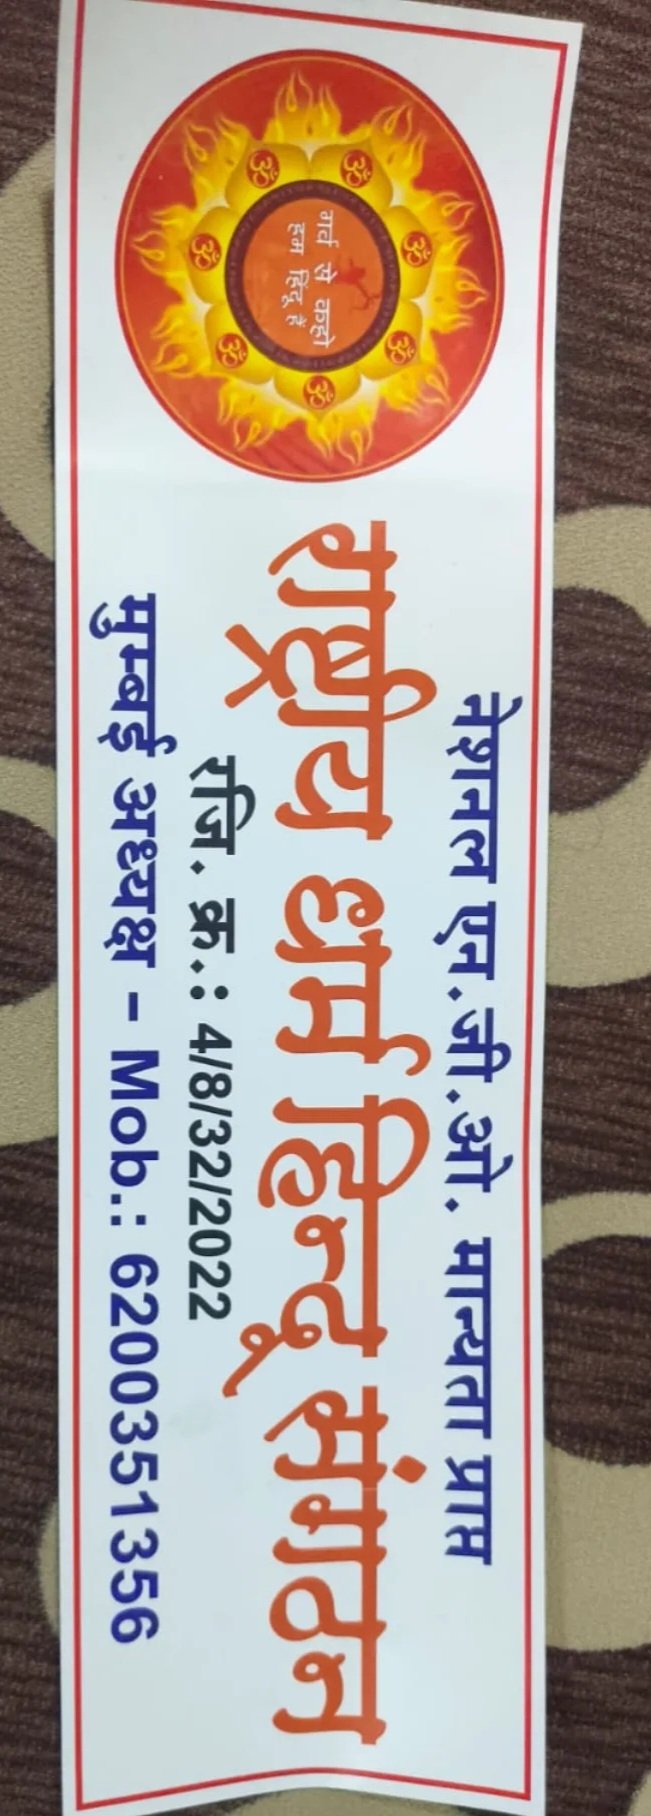 गर्व से कहो
हम हिंदू हैं
नेशनल एन.जी.ओ. मान्यता प्राप्त
राष्ट्रीय धर्म हिन्दू संगठन
रजि. क्र.: 4/8/32/2022
मुम्बई अध्यक्ष - Mob.: 6200351356
ॐ
ॐ
ॐ
ॐ
ॐ
ॐ
ॐ